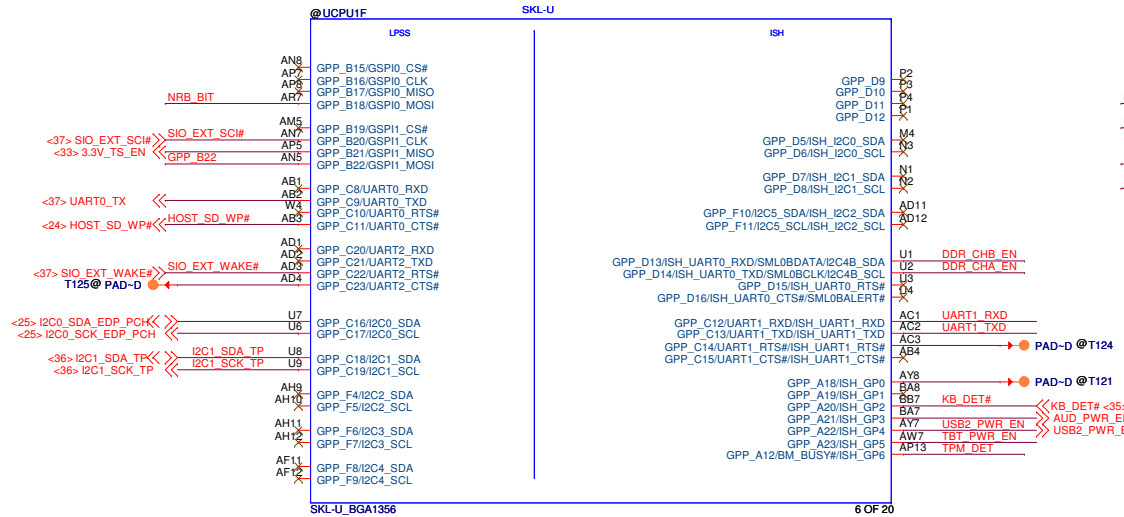 @UCPU1F
SKL-U
LPSS
ISH
AN8 GPP_B15/GSPI0_CS#
AP7 GPP_B16/GSPI0_CLK
AP8 GPP_B17/GSPI0_MISO
NRB_BIT AR7 GPP_B18/GSPI0_MOSI
AM5 GPP_B19/GSPI1_CS#
<37> SIO_EXT_SCI# SIO_EXT_SCI# AN7 GPP_B20/GSPI1_CLK
<33> 3.3V_TS_EN AP5 GPP_B21/GSPI1_MISO
GPP_B22 AN5 GPP_B22/GSPI1_MOSI
AB1 GPP_C8/UART0_RXD
<37> UART0_TX AB2 GPP_C9/UART0_TXD
W4 GPP_C10/UART0_RTS#
<24> HOST_SD_WP# HOST_SD_WP# AB3 GPP_C11/UART0_CTS#
AD1 GPP_C20/UART2_RXD
AD2 GPP_C21/UART2_TXD
<37> SIO_EXT_WAKE# SIO_EXT_WAKE# AD3 GPP_C22/UART2_RTS#
T125@ PAD~D AD4 GPP_C23/UART2_CTS#
<25> I2C0_SDA_EDP_PCH U7 GPP_C16/I2C0_SDA
<25> I2C0_SCK_EDP_PCH U6 GPP_C17/I2C0_SCL
<36> I2C1_SDA_TP I2C1_SDA_TP U8 GPP_C18/I2C1_SDA
<36> I2C1_SCK_TP I2C1_SCK_TP U9 GPP_C19/I2C1_SCL
AH9 GPP_F4/I2C2_SDA
AH10 GPP_F5/I2C2_SCL
AH11 GPP_F6/I2C3_SDA
AH12 GPP_F7/I2C3_SCL
AF11 GPP_F8/I2C4_SDA
AF12 GPP_F9/I2C4_SCL
GPP_D9 P2
GPP_D10 P3
GPP_D11 P4
GPP_D12 P1
GPP_D5/ISH_I2C0_SDA M4
GPP_D6/ISH_I2C0_SCL N3
GPP_D7/ISH_I2C1_SDA N1
GPP_D8/ISH_I2C1_SCL N2
GPP_F10/I2C5_SDA/ISH_I2C2_SDA AD11
GPP_F11/I2C5_SCL/ISH_I2C2_SCL AD12
GPP_D13/ISH_UART0_RXD/SML0BDATA/I2C4B_SDA U1 DDR_CHB_EN
GPP_D14/ISH_UART0_TXD/SML0BCLK/I2C4B_SCL U2 DDR_CHA_EN
GPP_D15/ISH_UART0_RTS# U3
GPP_D16/ISH_UART0_CTS#/SML0BALERT# U4
GPP_C12/UART1_RXD/ISH_UART1_RXD AC1 UART1_RXD
GPP_C13/UART1_TXD/ISH_UART1_TXD AC2 UART1_TXD
GPP_C14/UART1_RTS#/ISH_UART1_RTS# AC3 PAD~D @T124
GPP_C15/UART1_CTS#/ISH_UART1_CTS# AB4
GPP_A18/ISH_GP0 AY8 PAD~D @T121
GPP_A19/ISH_GP1 BA8
GPP_A20/ISH_GP2 BB7 KB_DET# KB_DET# <35>
GPP_A21/ISH_GP3 BA7
GPP_A22/ISH_GP4 AY7 USB2_PWR_EN
GPP_A23/ISH_GP5 AW7 TBT_PWR_EN
GPP_A12/BM_BUSY#/ISH_GP6 AP13 TPM_DET
SKL-U_BGA1356
6 OF 20